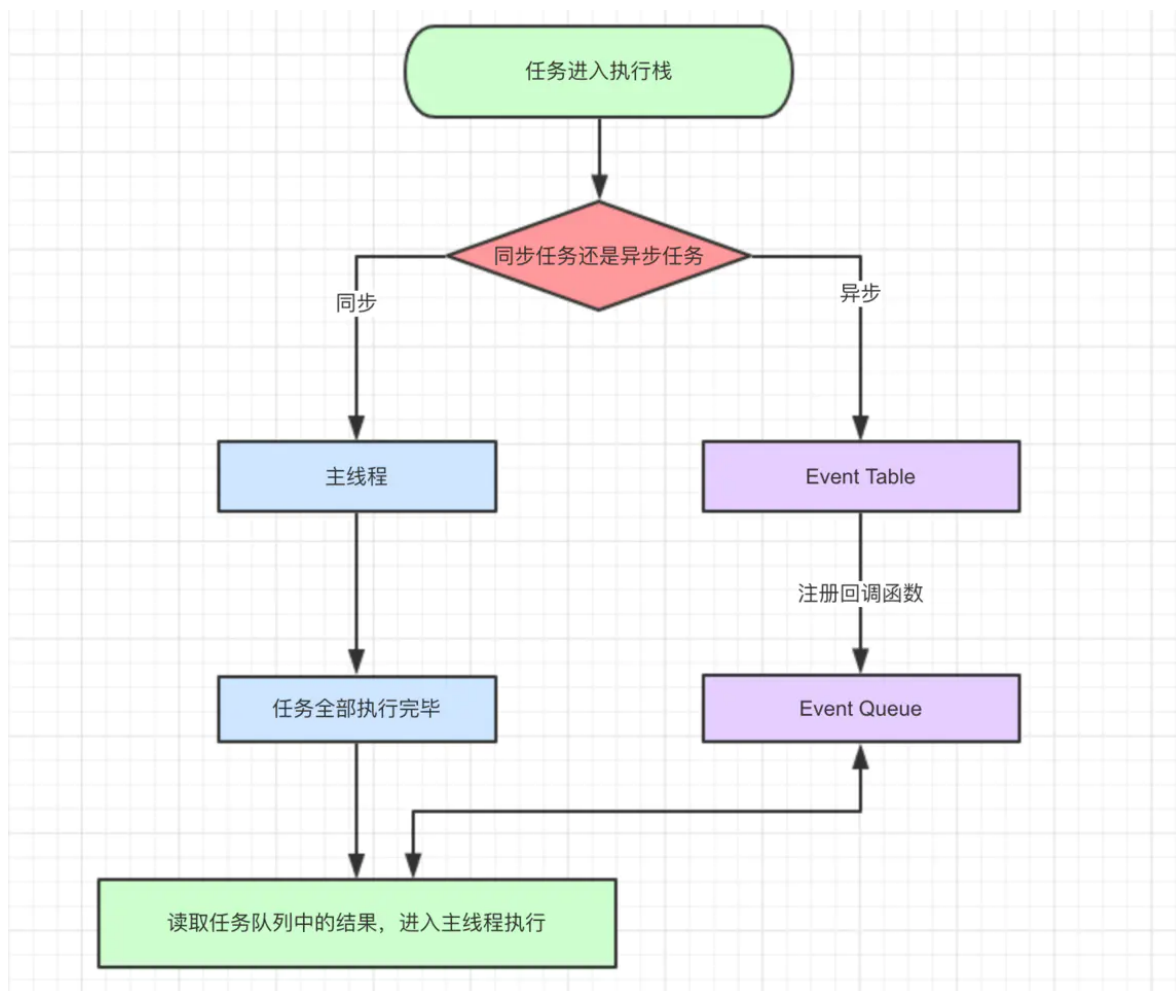 任务进入执行栈
同步任务还是异步任务
同步
异步
主线程
Event Table
注册回调函数
任务全部执行完毕
Event Queue
读取任务队列中的结果，进入主线程执行